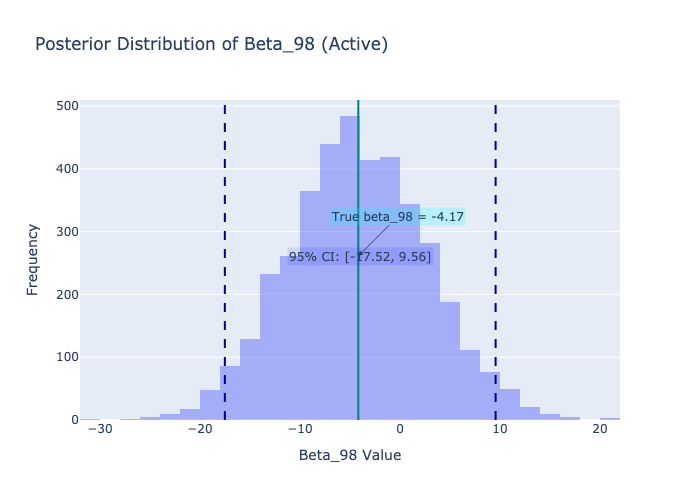 Posterior Distribution of Beta_98 (Active)
500
400
300
200
100
0
Frequency
True beta_98 = -4.17
95% CI: [-17.52, 9.56]
−30
−20
−10
0
10
20
Beta_98 Value